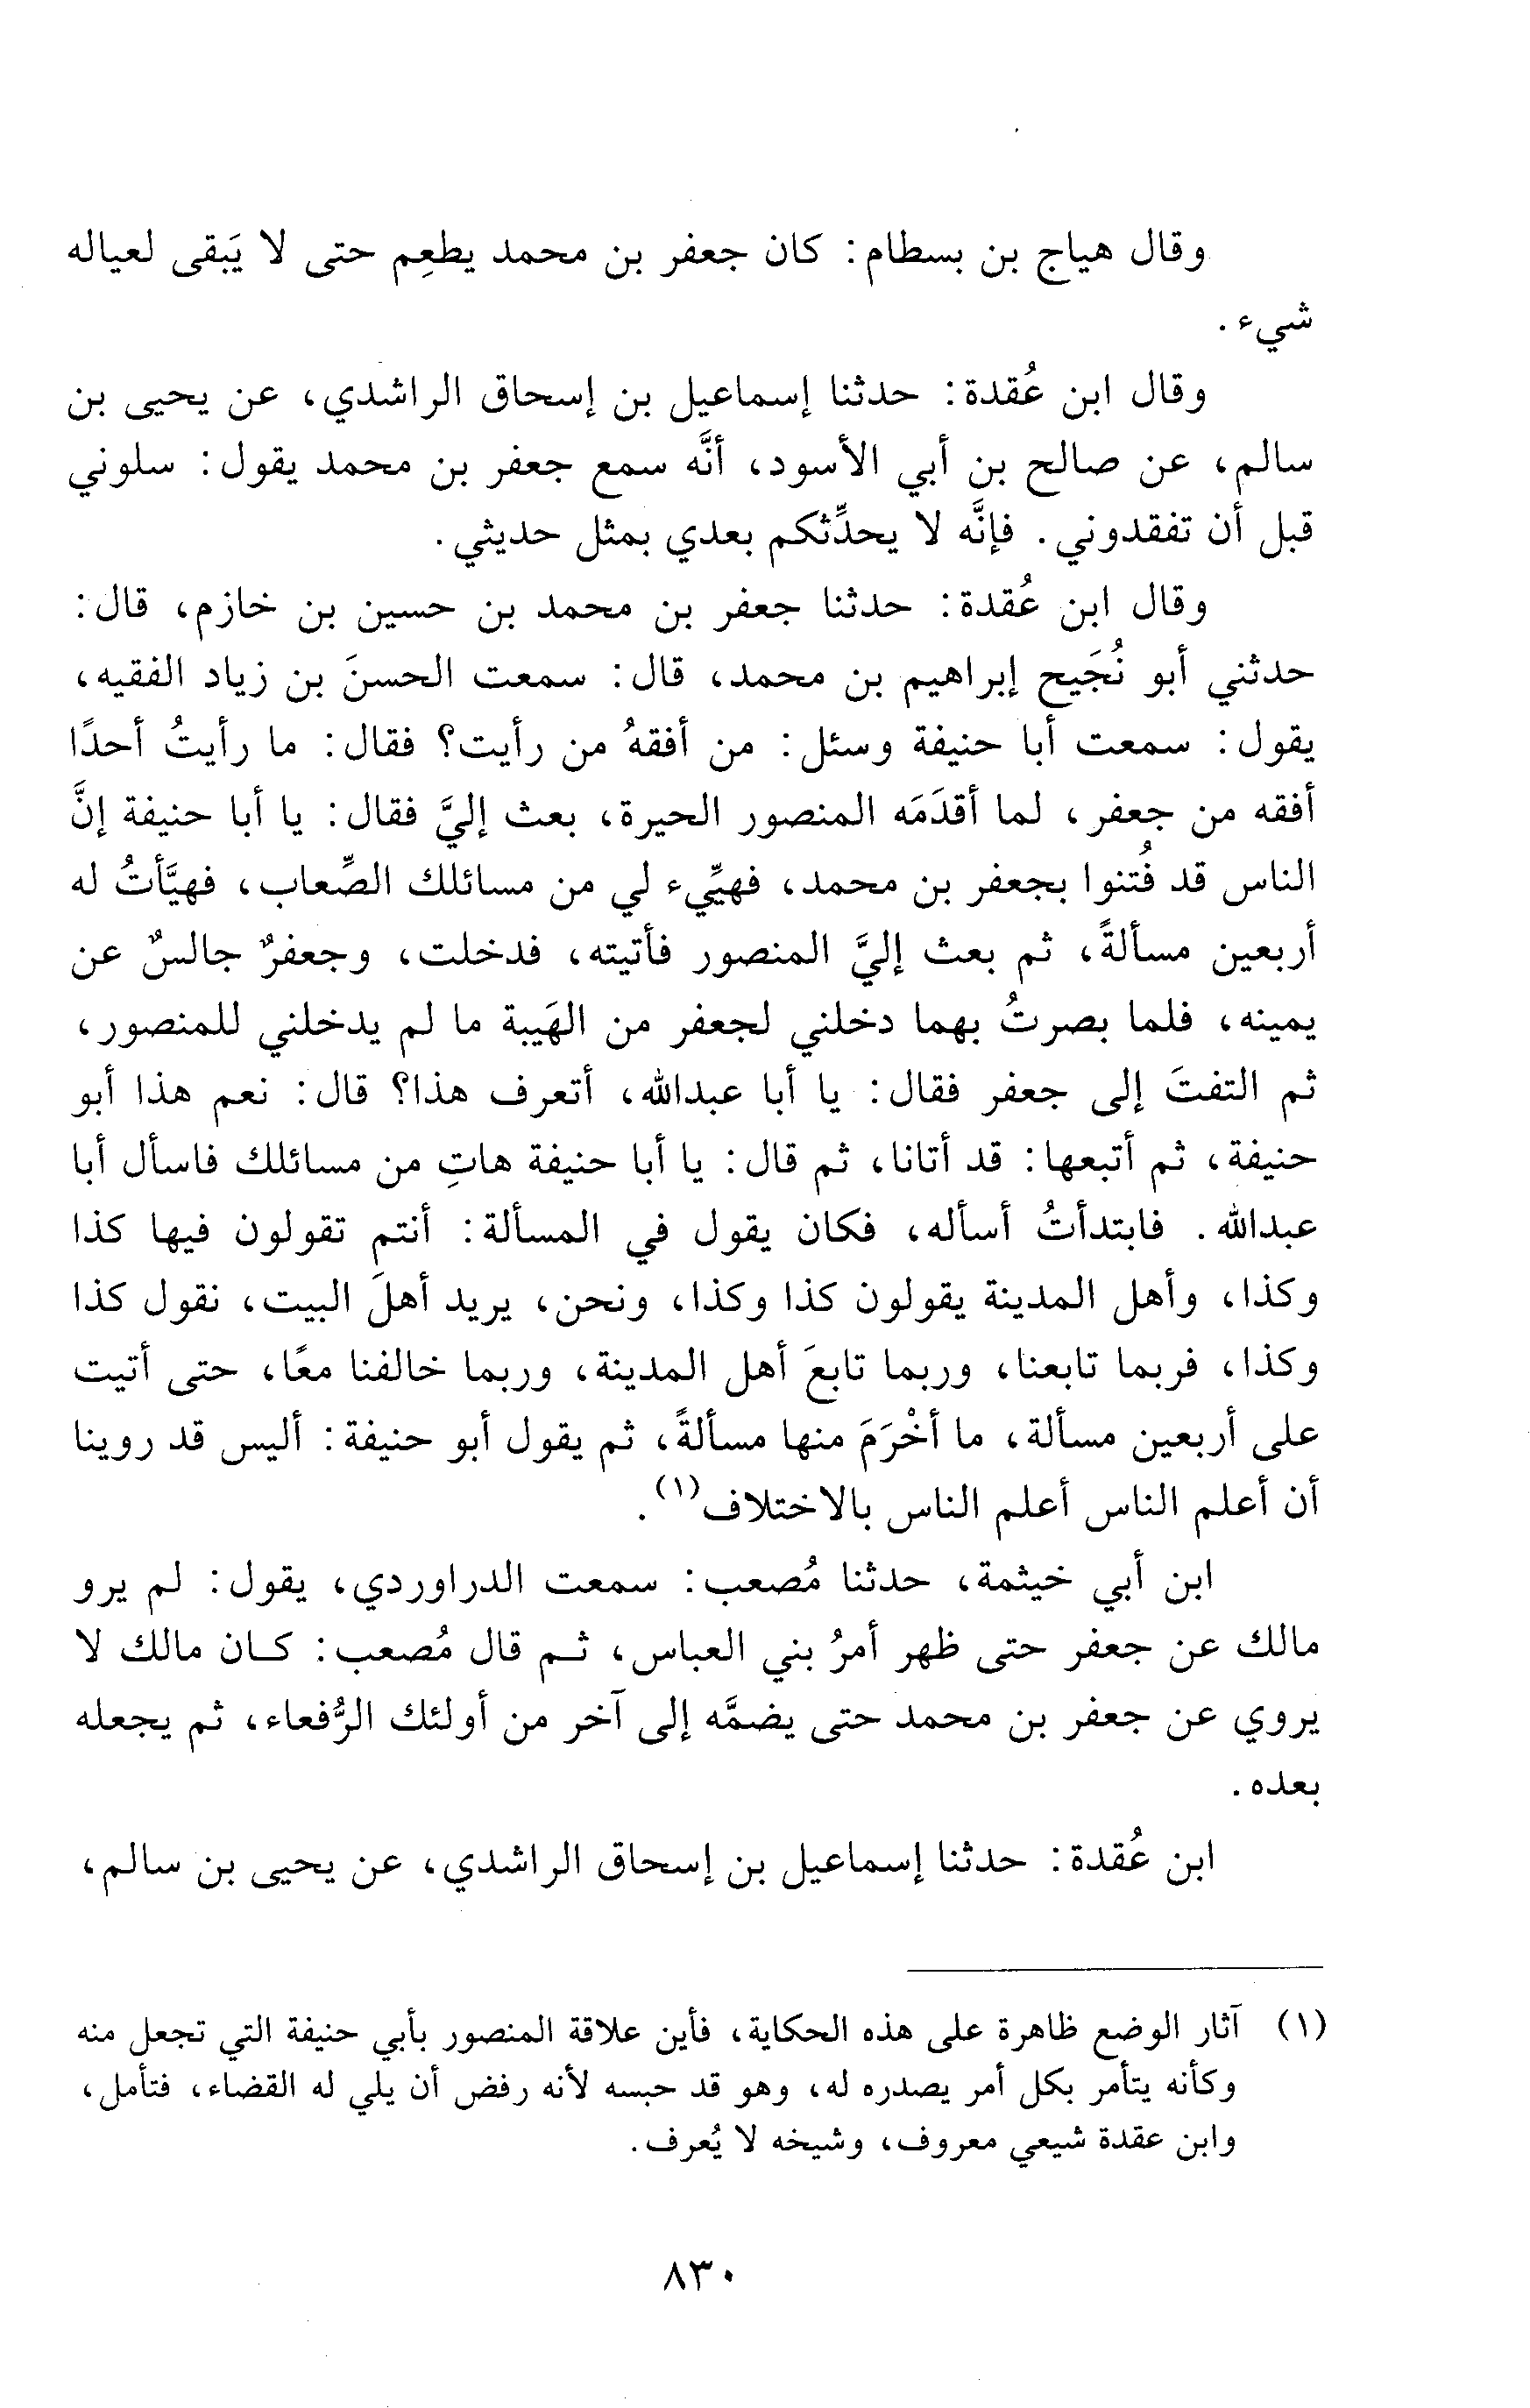 وقال هياج بن بسطام: كان جعفر بن محمد يطعِم حتى لا يَبقى لعياله
شيء.
وقال ابن عُقدة: حدثنا إسماعيل بن إسحاق الراشدي، عن يحيى بن
سالم، عن صالح بن أبي الأسود، أنَّه سمع جعفر بن محمد يقول: سلوني
قبل أن تفقدوني. فإنَّه لا يحدِّثكم بعدي بمثل حديثي.
وقال ابن عُقدة: حدثنا جعفر بن محمد بن حسين بن خازم، قال:
حدثني أبو نُجَيح إبراهيم بن محمد، قال: سمعت الحسنَ بن زياد الفقيه،
يقول: سمعت أبا حنيفة وسئل: من أفقهُ من رأيت؟ فقال: ما رأيتُ أحدًا
أفقه من جعفر، لما أقدَمَه المنصور الحيرة، بعث إليَّ فقال: يا أبا حنيفة إنَّ
الناس قد فُتنوا بجعفر بن محمد، فهيِّيء لي من مسائلك الصِّعاب، فهيَّأتُ له
أربعين مسألةً، ثم بعث إليَّ المنصور فأتيته، فدخلت، وجعفرٌ جالسٌ عن
يمينه، فلما بصرتُ بهما دخلني لجعفر من الهَيبة ما لم يدخلني للمنصور،
ثم التفتَ إلى جعفر فقال: يا أبا عبدالله، أتعرف هذا؟ قال: نعم هذا أبو
حنيفة، ثم أتبعها: قد أتانا، ثم قال: يا أبا حنيفة هاتِ من مسائلك فاسأل أبا
عبدالله. فابتدأتُ أسأله، فكان يقول في المسألة: أنتم تقولون فيها كذا
وكذا، وأهل المدينة يقولون كذا وكذا، ونحن، يريد أهلَ البيت، نقول كذا
وكذا، فربما تابعنا، وربما تابعَ أهل المدينة، وربما خالفنا معًا، حتى أتيت
على أربعين مسألة، ما أخْرَمَ منها مسألةً، ثم يقول أبو حنيفة: أليس قد روينا
أن أعلم الناس أعلم الناس بالاختلاف(١).
ابن أبي خيثمة، حدثنا مُصعب: سمعت الدراوردي، يقول: لم يرو
مالك عن جعفر حتى ظهر أمرُ بني العباس، ثم قال مُصعب: كان مالك لا
يروي عن جعفر بن محمد حتى يضمَّه إلى آخر من أولئك الرُّفعاء، ثم يجعله
بعده.
ابن عُقدة: حدثنا إسماعيل بن إسحاق الراشدي، عن يحيى بن سالم،
(١) آثار الوضع ظاهرة على هذه الحكاية، فأين علاقة المنصور بأبي حنيفة التي تجعل منه
وكأنه يتأمر بكل أمر يصدره له، وهو قد حبسه لأنه رفض أن يلي له القضاء، فتأمل،
وابن عقدة شيعي معروف، وشيخه لا يُعرف.
٨٣٠